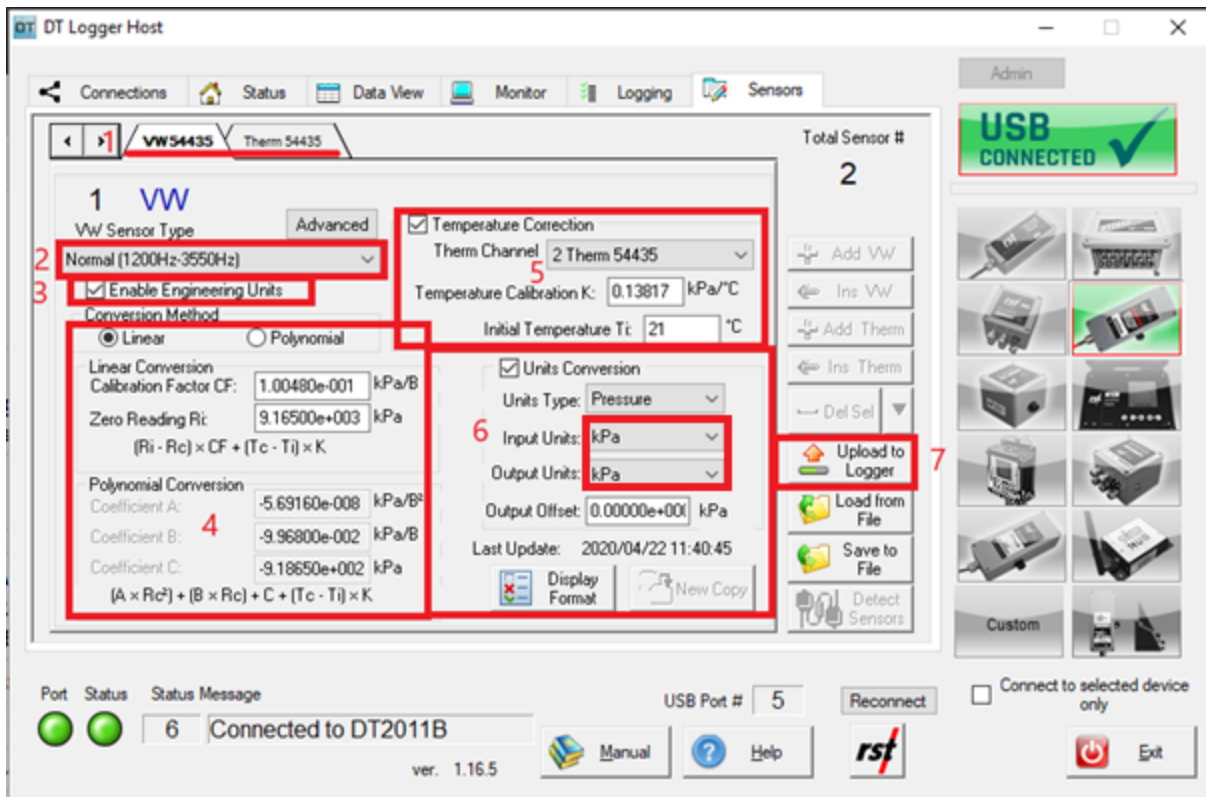 DT DT Logger Host
Connections Status Data View Monitor Logging Sensors
Admin
1 VW54435 Therm 54435
Total Sensor #
2
USB
CONNECTED
1 VW
VW Sensor Type
Advanced
2 Normal (1200Hz-3550Hz)
3 Enable Engineering Units
Conversion Method
Linear Polynomial
Linear Conversion
Calibration Factor CF: 1.00480e-001 kPa/B
Zero Reading Ri: 9.16500e+003 kPa
(Ri - Rc) × CF + (Tc - Ti) × K
Polynomial Conversion
Coefficient A: -5.69160e-008 kPa/B²
4
Coefficient B: -9.96800e-002 kPa/B
Coefficient C: -9.18650e+002 kPa
(A × Rc²) + (B × Rc) + C + (Tc - Ti) × K
Temperature Correction
Therm Channel 2 Therm 54435
5
Temperature Calibration K: 0.13817 kPa/°C
Initial Temperature Ti: 21 °C
Units Conversion
Units Type: Pressure
6 Input Units: kPa
Output Units: kPa
Output Offset: 0.00000e+00( kPa
Last Update: 2020/04/22 11:40:45
Display
Format
New Copy
Add VW
Ins VW
Add Therm
Ins Therm
Del Sel
Upload to
Logger
7
Load from
File
Save to
File
Detect
Sensors
Custom
Port Status Status Message
6 Connected to DT2011B
ver. 1.16.5
USB Port # 5
Reconnect
Connect to selected device
only
Manual
Help
rst
Exit